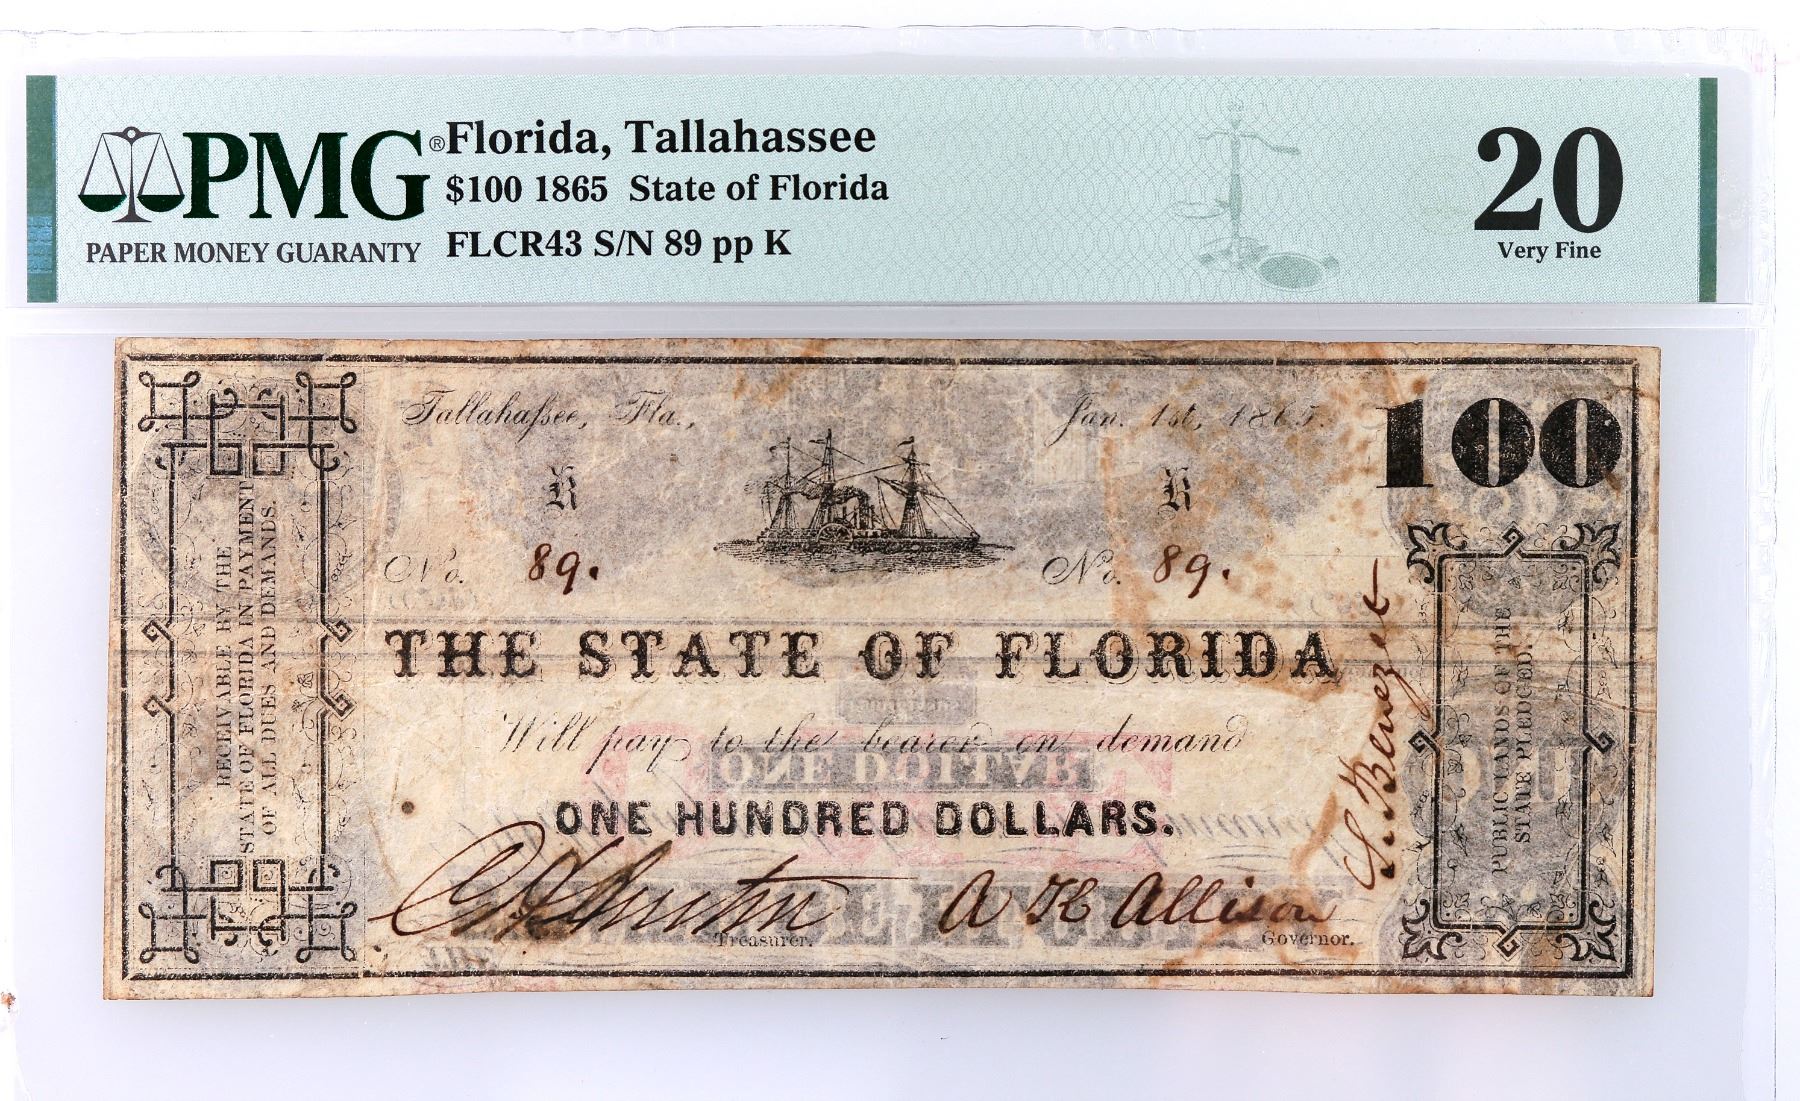 PMG®
PAPER MONEY GUARANTY
Florida, Tallahassee
$100 1865 State of Florida
FLCR43 S/N 89 pp K
20
Very Fine
Tallahaſsee, Fla., Jan. 1st, 1865.
100
No. 89. No. 89.
THE STATE OF FLORIDA
Will pay to the bearer on demand
ONE DOLLAR
ONE HUNDRED DOLLARS.
Treasurer.
A K Allison
Governor.
RECEIVABLE BY THE
STATE OF FLORIDA IN PAYMENT
OF ALL DUES AND DEMANDS.
PUBLIC LANDS OF THE
STATE PLEDGED.